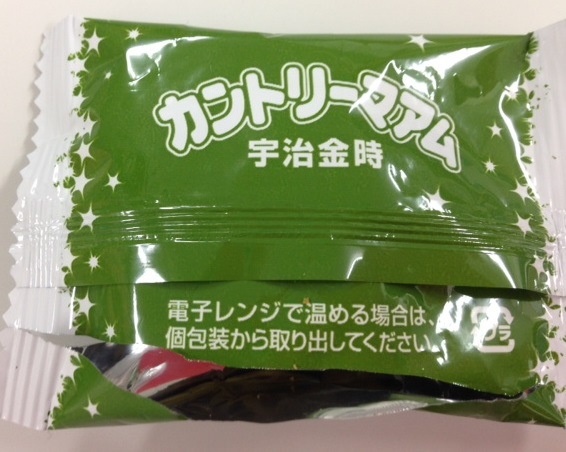 カントリーマアム
宇治金時
電子レンジで温める場合は、
個包装から取り出してください。
プラ